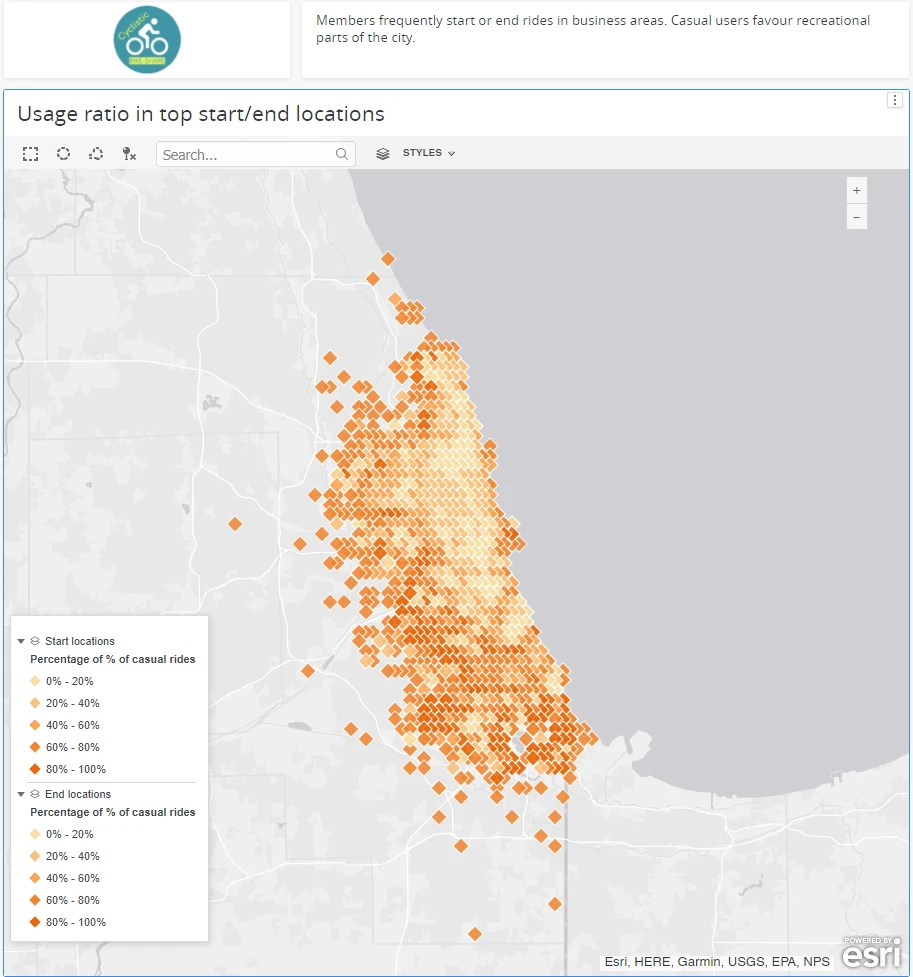 Cyclistic
BIKE SHARE
Members frequently start or end rides in business areas. Casual users favour recreational
parts of the city.
Usage ratio in top start/end locations
Search...
STYLES
+
−
Start locations
Percentage of % of casual rides
0% - 20%
20% - 40%
40% - 60%
60% - 80%
80% - 100%
End locations
Percentage of % of casual rides
0% - 20%
20% - 40%
40% - 60%
60% - 80%
80% - 100%
POWERED BY
esri
Esri, HERE, Garmin, USGS, EPA, NPS